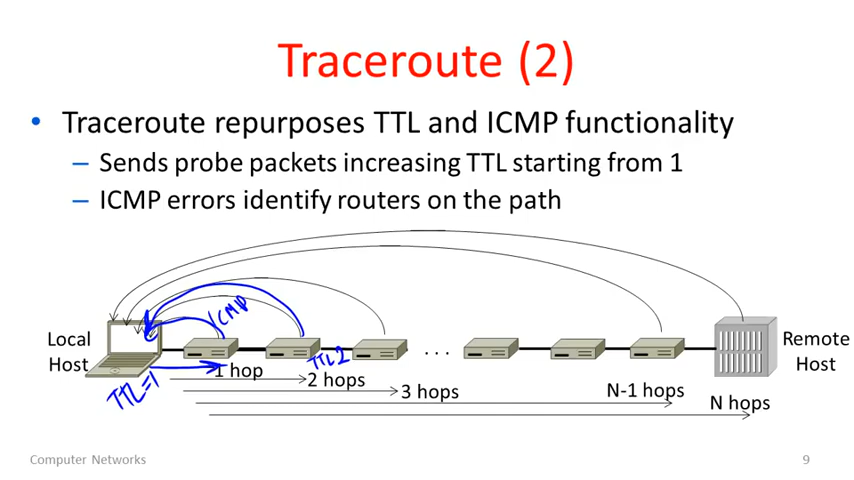 Traceroute (2)
• Traceroute repurposes TTL and ICMP functionality
– Sends probe packets increasing TTL starting from 1
– ICMP errors identify routers on the path
ICMP
Local
Host
. . .
Remote
Host
TTL=1
1 hop
TTL 2
2 hops
3 hops
N-1 hops
N hops
Computer Networks
9